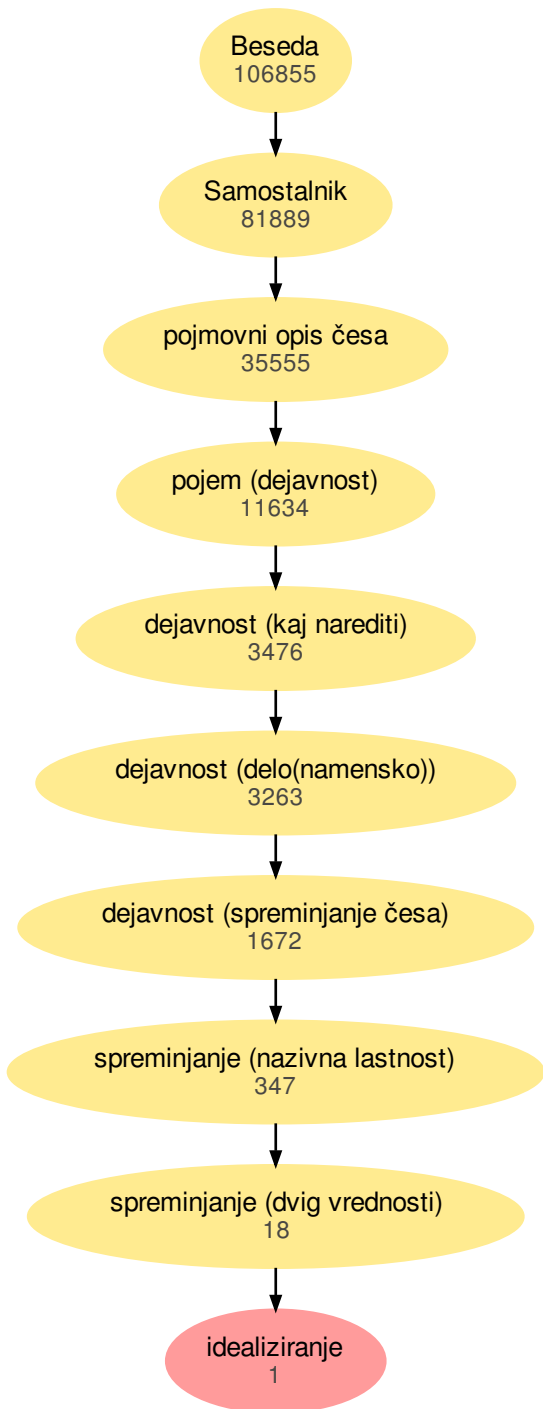 Beseda
106855
Samostalnik
81889
pojmovni opis česa
35555
pojem (dejavnost)
11634
dejavnost (kaj narediti)
3476
dejavnost (delo(namensko))
3263
dejavnost (spreminjanje česa)
1672
spreminjanje (nazivna lastnost)
347
spreminjanje (dvig vrednosti)
18
idealiziranje
1